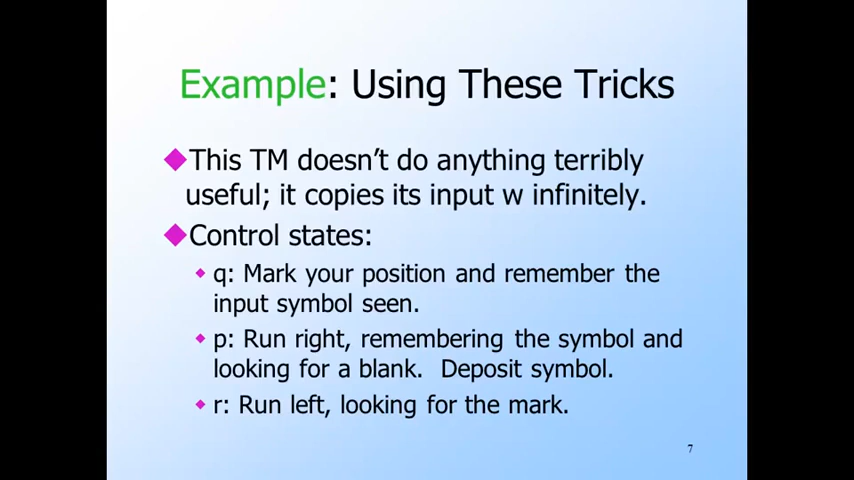 Example: Using These Tricks
This TM doesn't do anything terribly
useful; it copies its input w infinitely.
Control states:
q: Mark your position and remember the
input symbol seen.
p: Run right, remembering the symbol and
looking for a blank.  Deposit symbol.
r: Run left, looking for the mark.
7